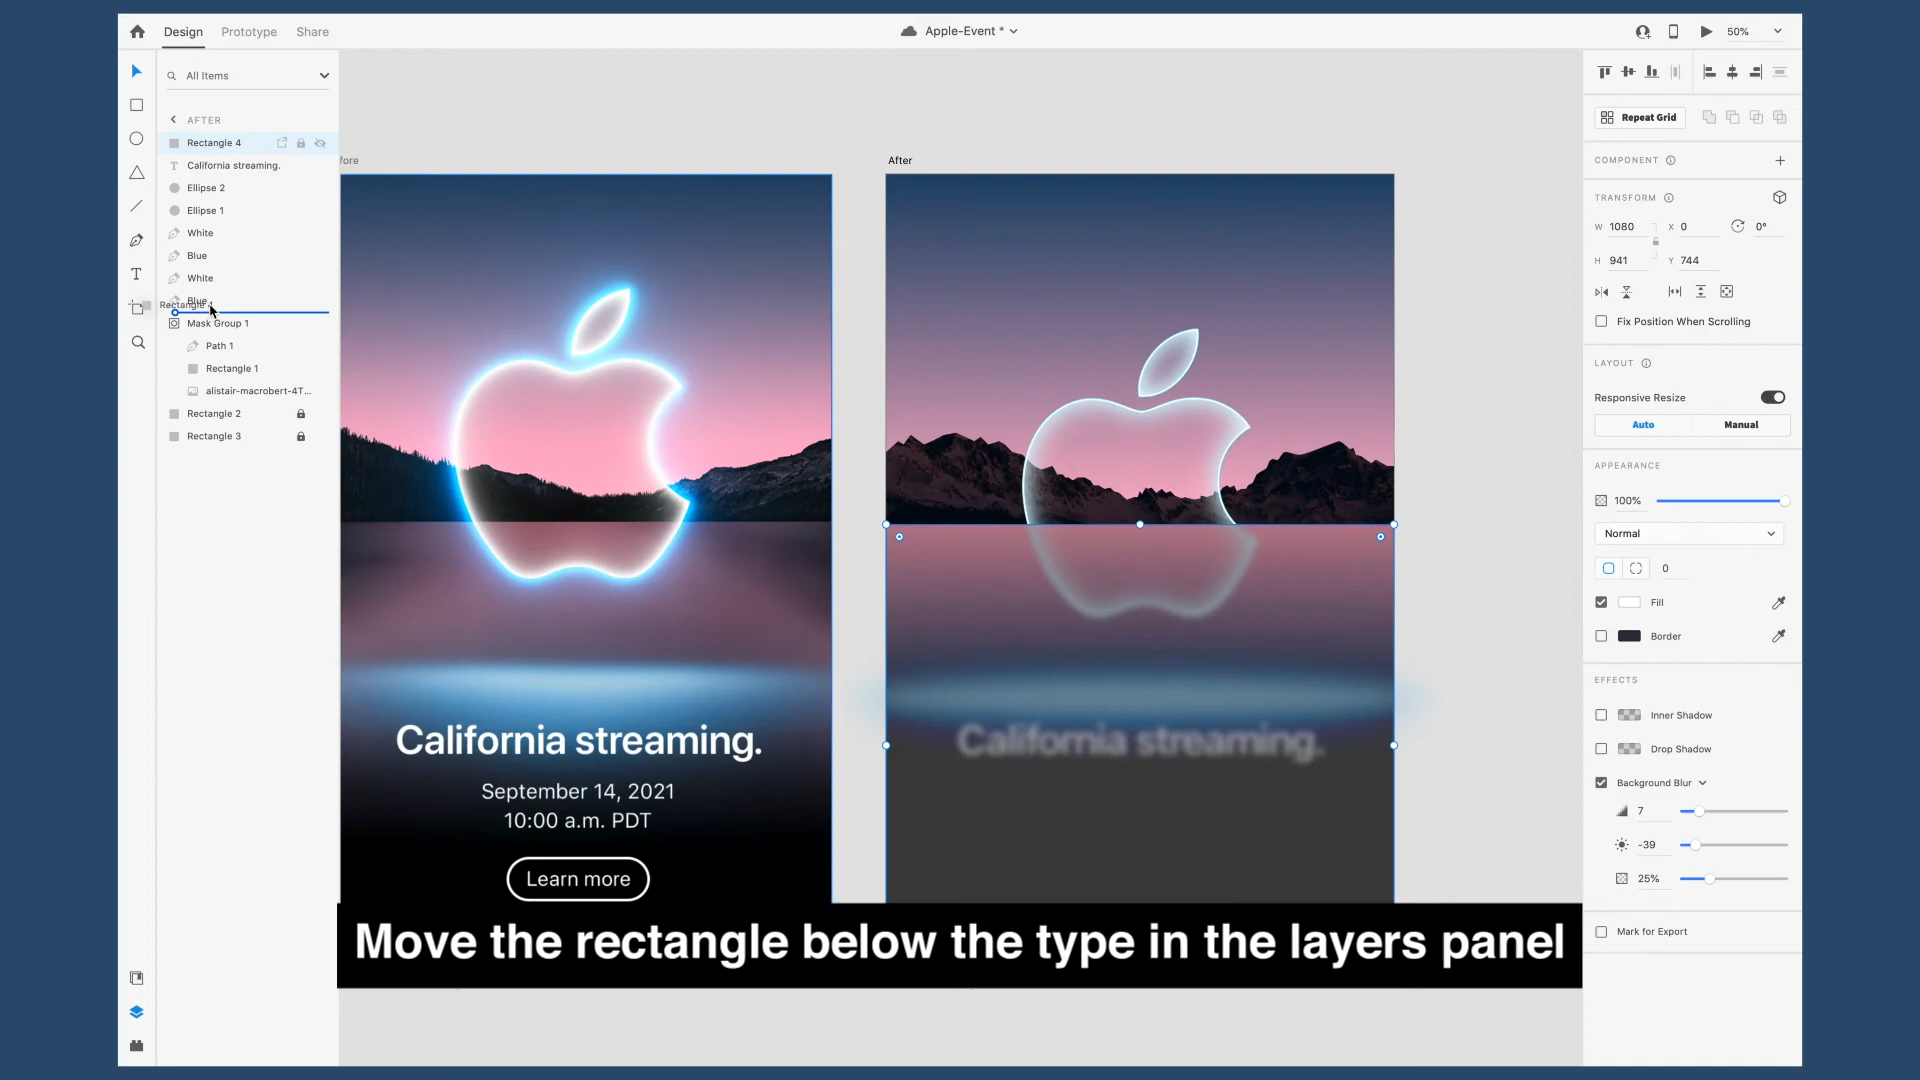 Design
Prototype
Share
Apple-Event *
50%
All Items
AFTER
Rectangle 4
California streaming.
Ellipse 2
Ellipse 1
White
Blue
White
Blue
Rectangle 4
Mask Group 1
Path 1
Rectangle 1
alistair-macrobert-4T...
Rectangle 2
Rectangle 3
fore
After
California streaming.
September 14, 2021
10:00 a.m. PDT
Learn more
California streaming.
Move the rectangle below the type in the layers panel
Repeat Grid
COMPONENT
TRANSFORM
W 1080 X 0 0°
H 941 Y 744
Fix Position When Scrolling
LAYOUT
Responsive Resize
Auto Manual
APPEARANCE
100%
Normal
0
Fill
Border
EFFECTS
Inner Shadow
Drop Shadow
Background Blur
7
-39
25%
Mark for Export